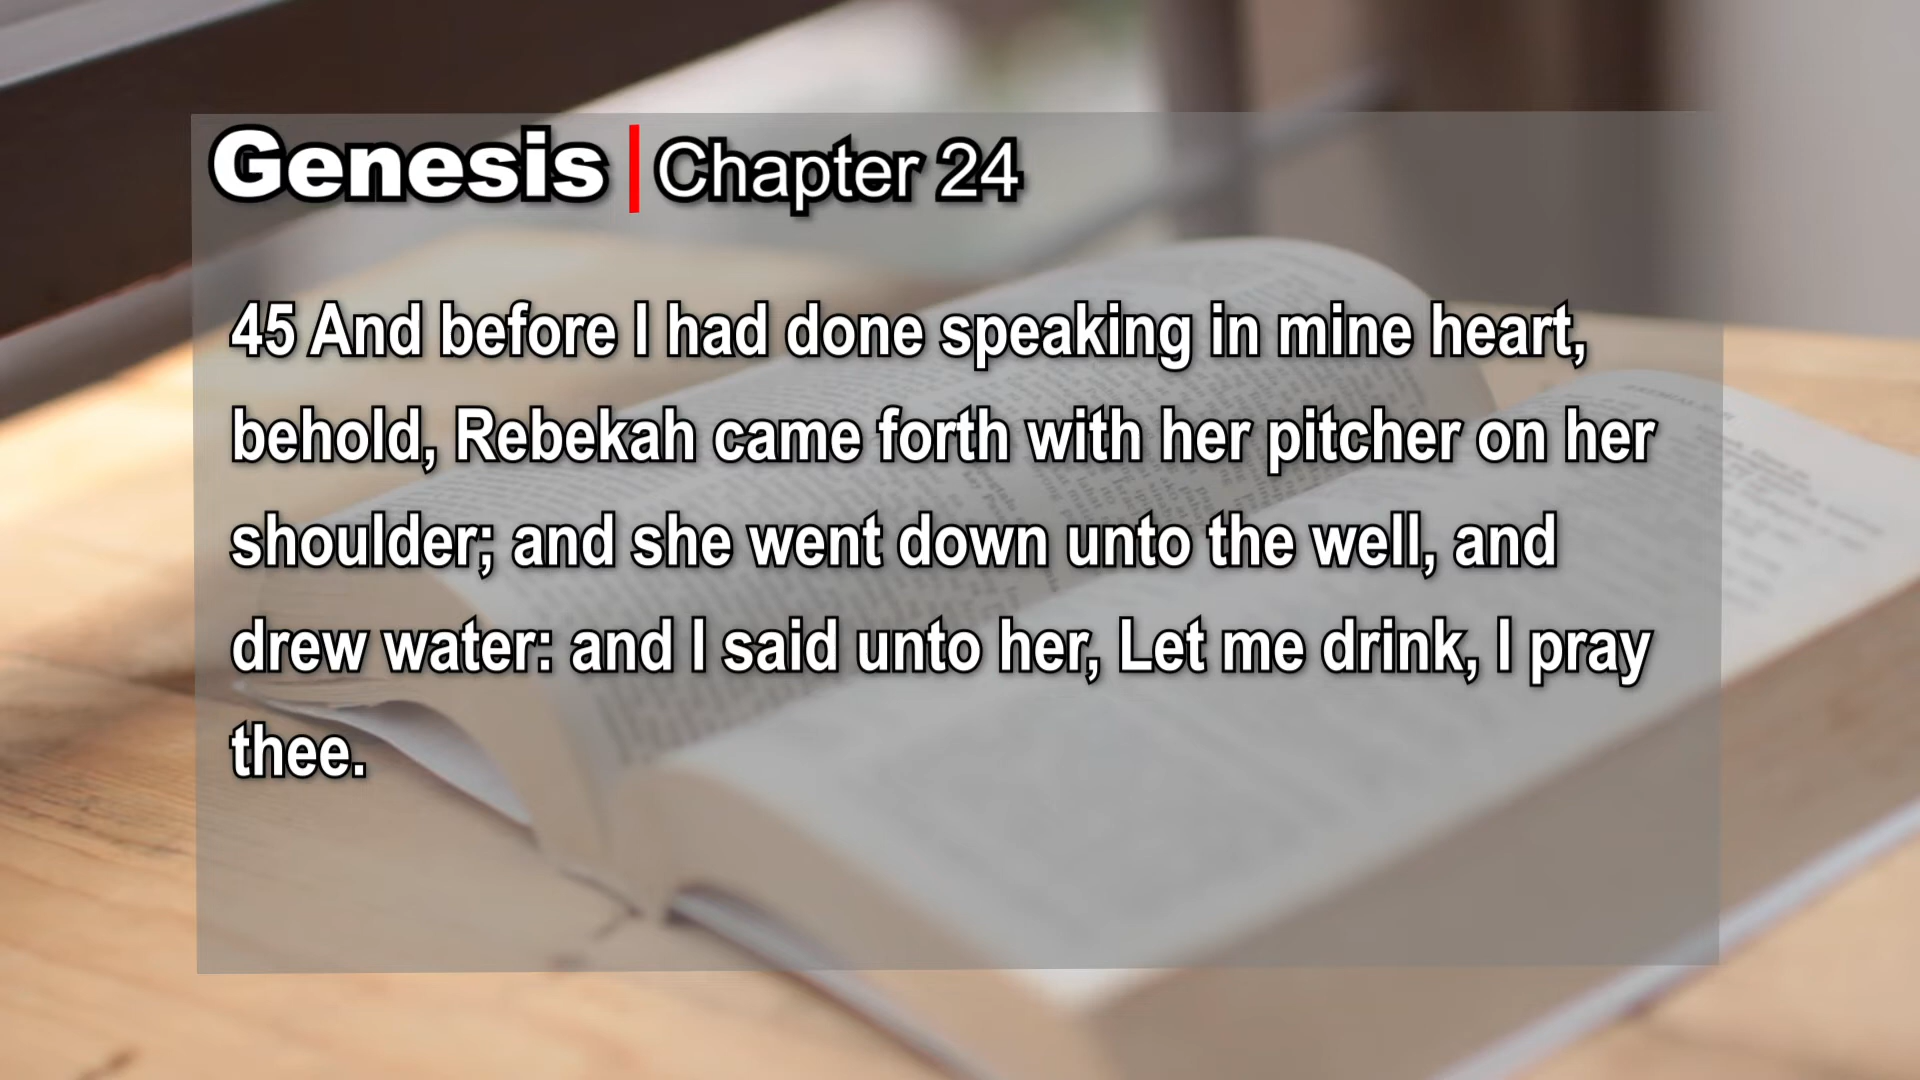 Genesis | Chapter 24
45 And before I had done speaking in mine heart,
behold, Rebekah came forth with her pitcher on her
shoulder; and she went down unto the well, and
drew water: and I said unto her, Let me drink, I pray
thee.